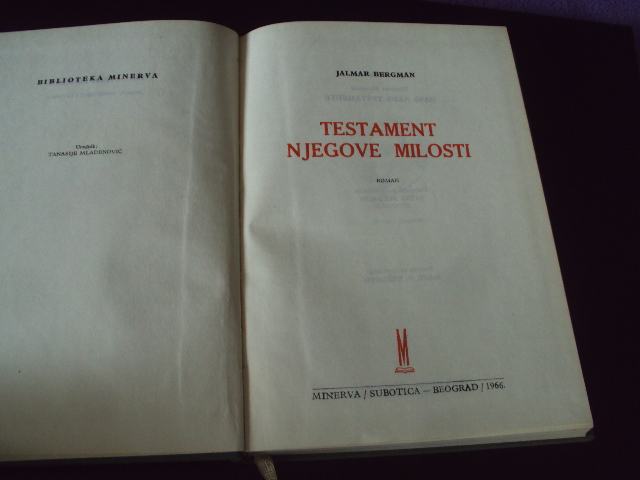 BIBLIOTEKA MINERVA
Urednik:
TANASIJE MLADENOVIĆ
JALMAR BERGMAN
TESTAMENT
NJEGOVE MILOSTI
ROMAN
M
MINERVA / SUBOTICA — BEOGRAD / 1966.